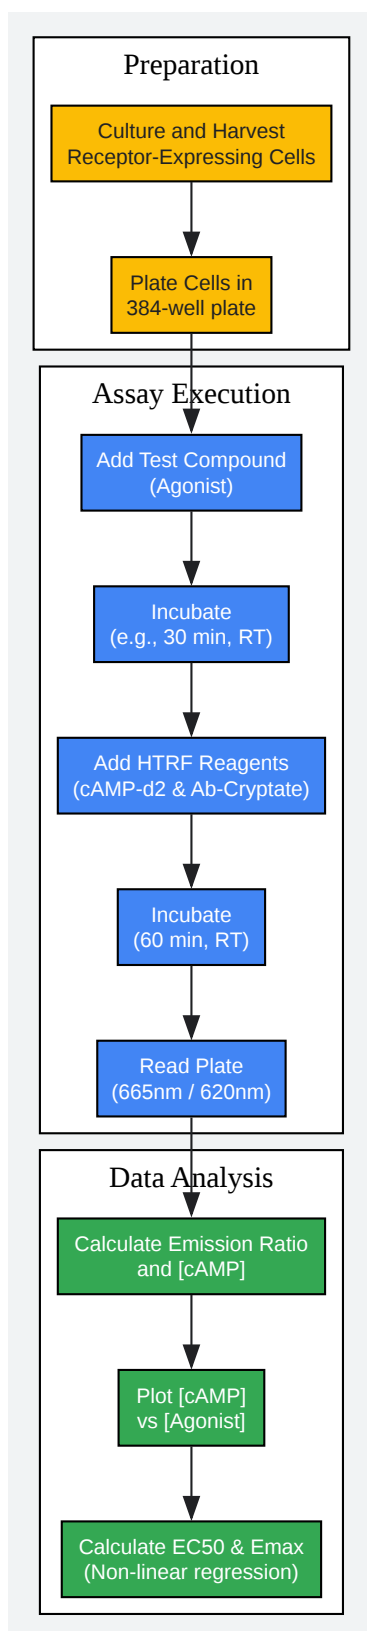 Preparation
Culture and Harvest
Receptor-Expressing Cells
Plate Cells in
384-well plate
Assay Execution
Add Test Compound
(Agonist)
Incubate
(e.g., 30 min, RT)
Add HTRF Reagents
(cAMP-d2 & Ab-Cryptate)
Incubate
(60 min, RT)
Read Plate
(665nm / 620nm)
Data Analysis
Calculate Emission Ratio
and [cAMP]
Plot [cAMP]
vs [Agonist]
Calculate EC50 & Emax
(Non-linear regression)